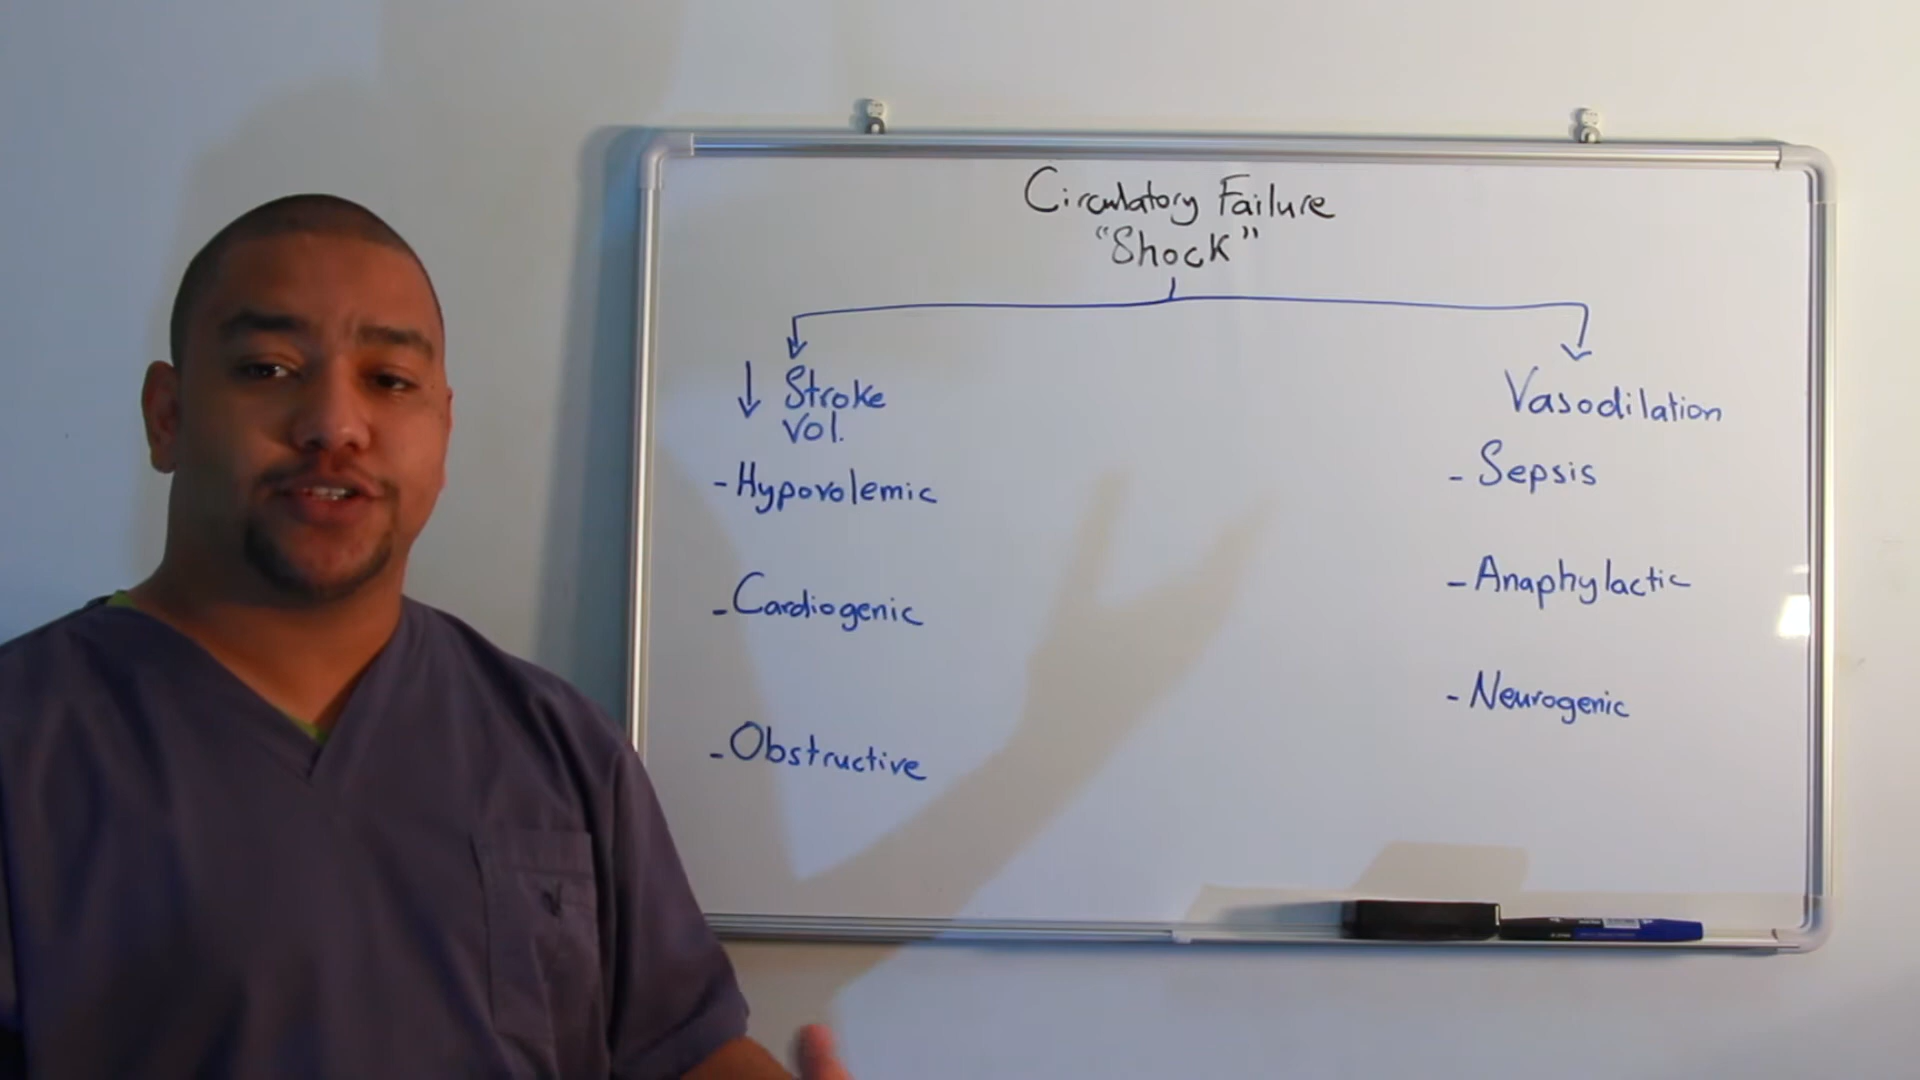 Circulatory Failure
"Shock"
↓ Stroke
Vol.
- Hypovolemic
- Cardiogenic
- Obstructive
Vasodilation
- Sepsis
- Anaphylactic
- Neurogenic